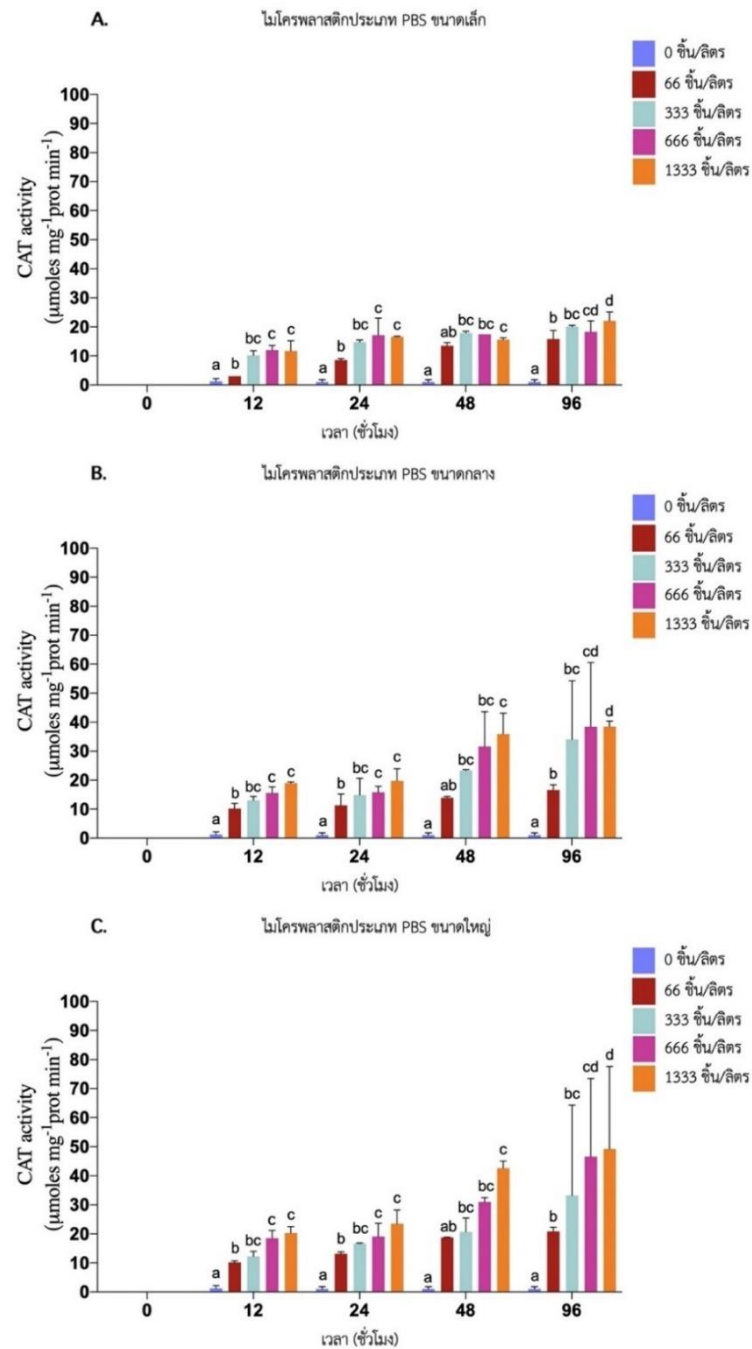 A.
ไมโครพลาสติกประเภท PBS ขนาดเล็ก
0 ชิ้น/ลิตร
66 ชิ้น/ลิตร
333 ชิ้น/ลิตร
666 ชิ้น/ลิตร
1333 ชิ้น/ลิตร
CAT activity
(µmoles mg⁻¹prot min⁻¹)
100
90
80
70
60
50
40
30
20
10
0
a b bc c c
a b bc c c
a ab bc bc c
a b bc cd d
0 12 24 48 96
เวลา (ชั่วโมง)
B.
ไมโครพลาสติกประเภท PBS ขนาดกลาง
0 ชิ้น/ลิตร
66 ชิ้น/ลิตร
333 ชิ้น/ลิตร
666 ชิ้น/ลิตร
1333 ชิ้น/ลิตร
CAT activity
(µmoles mg⁻¹prot min⁻¹)
100
90
80
70
60
50
40
30
20
10
0
a b bc c c
a b bc c c
a ab bc bc c
a b bc cd d
0 12 24 48 96
เวลา (ชั่วโมง)
C.
ไมโครพลาสติกประเภท PBS ขนาดใหญ่
0 ชิ้น/ลิตร
66 ชิ้น/ลิตร
333 ชิ้น/ลิตร
666 ชิ้น/ลิตร
1333 ชิ้น/ลิตร
CAT activity
(µmoles mg⁻¹prot min⁻¹)
100
90
80
70
60
50
40
30
20
10
0
a b bc c c
a b bc c c
a ab bc bc c
a b bc cd d
0 12 24 48 96
เวลา (ชั่วโมง)